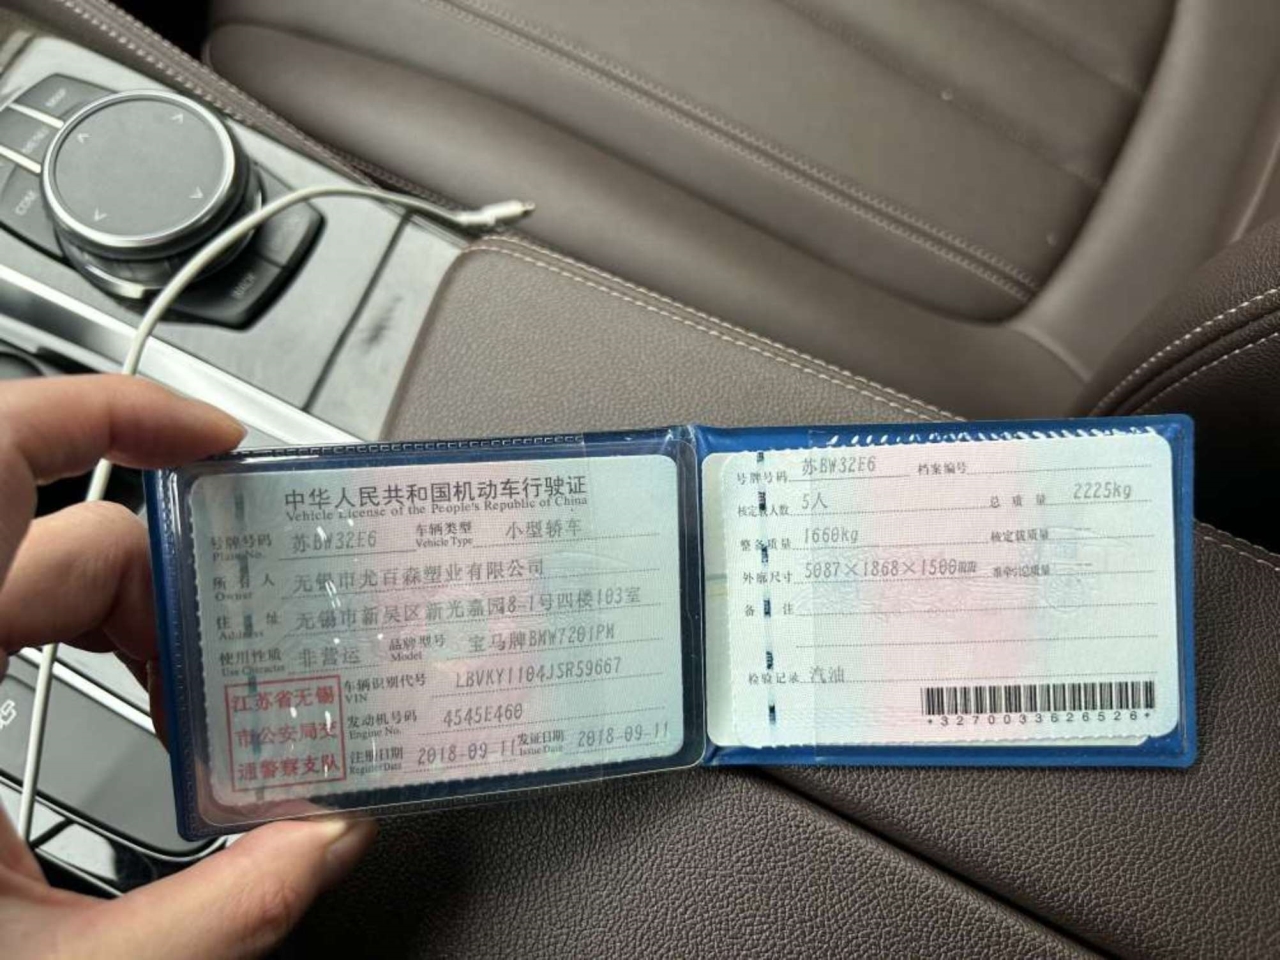 MENU
COM
中华人民共和国机动车行驶证
Vehicle License of the People's Republic of China
号牌号码 苏BW32E6 车辆类型 小型轿车
Plate No. Vehicle Type
所有人 无锡市尤百森塑业有限公司
Owner
住址 无锡市新吴区新光嘉园8-1号四楼103室
Address
使用性质 非营运 品牌型号 宝马牌BMW7201PM
Use Character Model
江苏省无锡
市公安局交
通警察支队
车辆识别代号 LBVKY1104JSR59667
VIN
发动机号码 4545E460
Engine No.
注册日期 2018-09-11 发证日期 2018-09-11
Register Date Issue Date
号牌号码 苏BW32E6 档案编号
核定载人数 5人 总质量 2225kg
整备质量 1660kg 核定载质量 --
外廓尺寸 5087×1868×1500mm 准牵引总质量 --
备注
检验记录 汽油
*3270033626526*